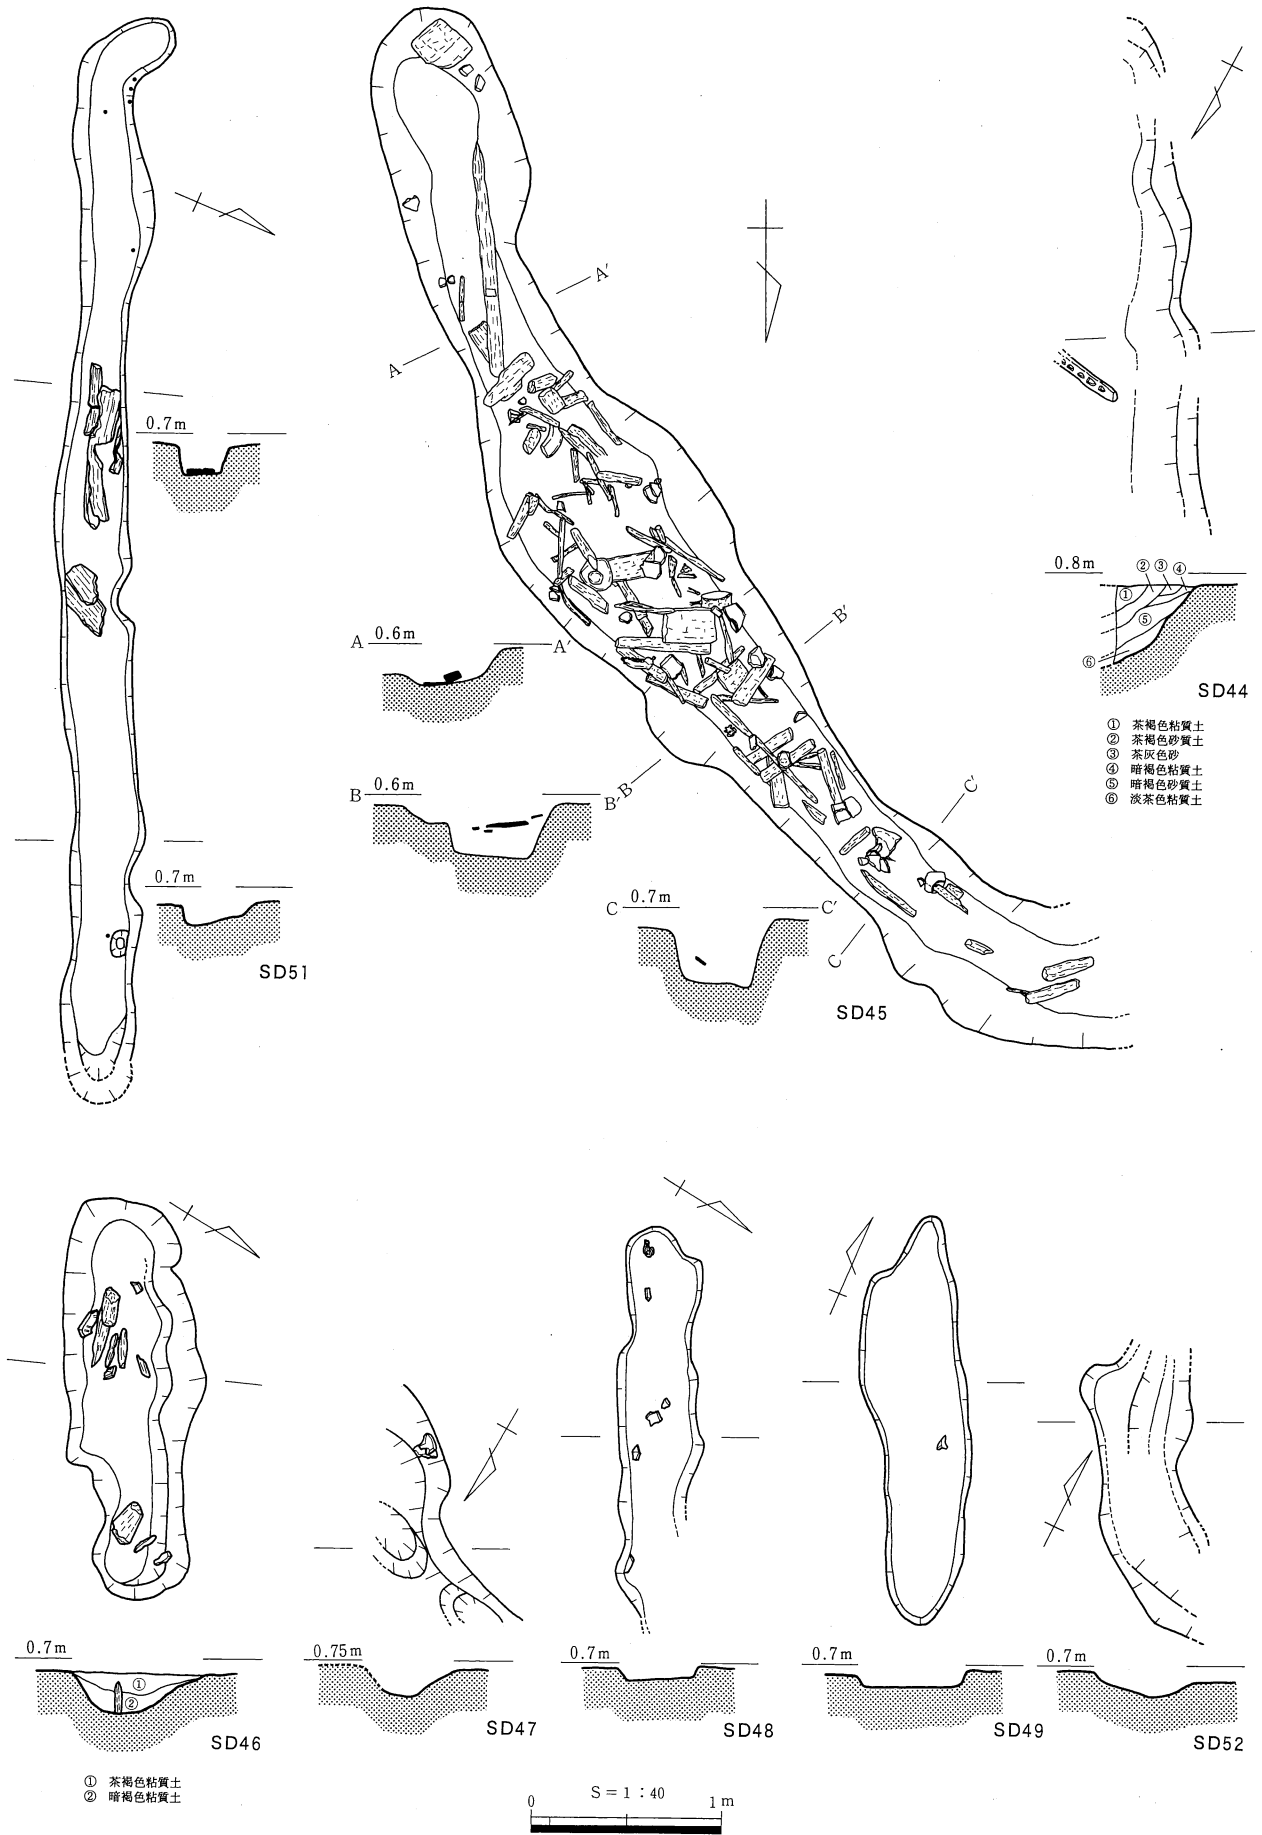 0.7m
0.7m
SD51
A
A′
B
B′
C
C′
A 0.6m A′
B 0.6m B′
C 0.7m C′
SD45
0.8m
① ② ③ ④ ⑤ ⑥
SD44
① 茶褐色粘質土
② 茶褐色砂質土
③ 茶灰色砂
④ 暗褐色粘質土
⑤ 暗褐色砂質土
⑥ 淡茶色粘質土
0.7m
① ②
SD46
① 茶褐色粘質土
② 暗褐色粘質土
0.75m
SD47
0.7m
SD48
0.7m
SD49
0.7m
SD52
S=1:40
0 1m